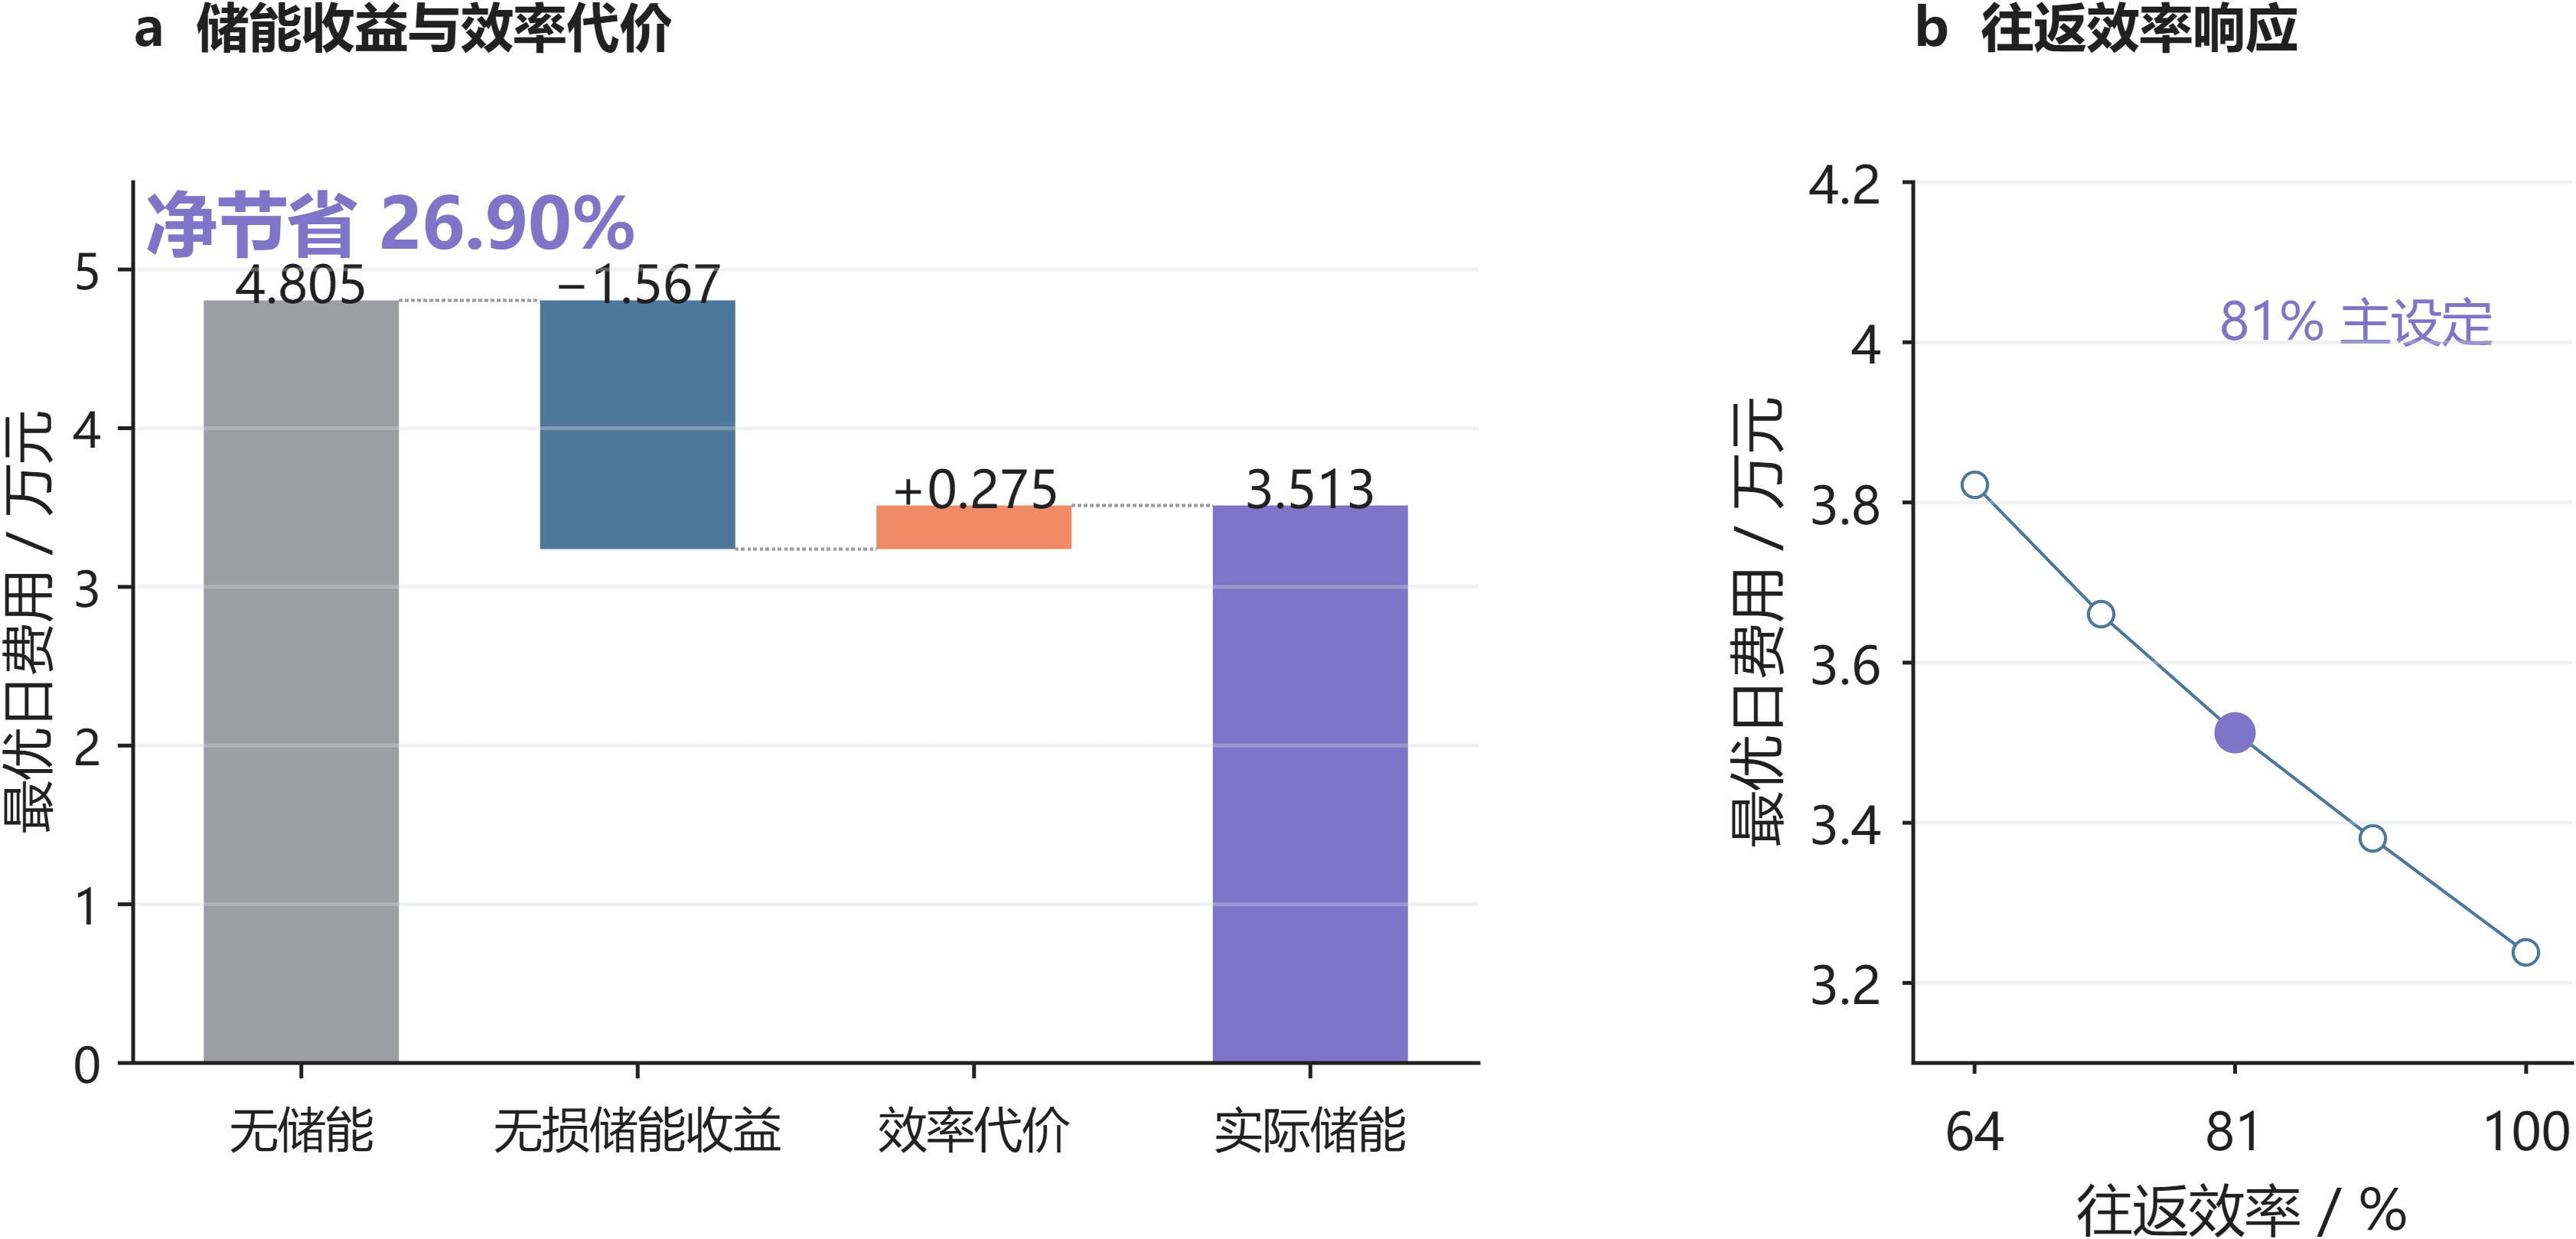 a 储能收益与效率代价
净节省 26.90%
最优日费用 / 万元
5
4
3
2
1
0
4.805
−1.567
+0.275
3.513
无储能
无损储能收益
效率代价
实际储能
b 往返效率响应
最优日费用 / 万元
4.2
4
3.8
3.6
3.4
3.2
81% 主设定
64
81
100
往返效率 / %